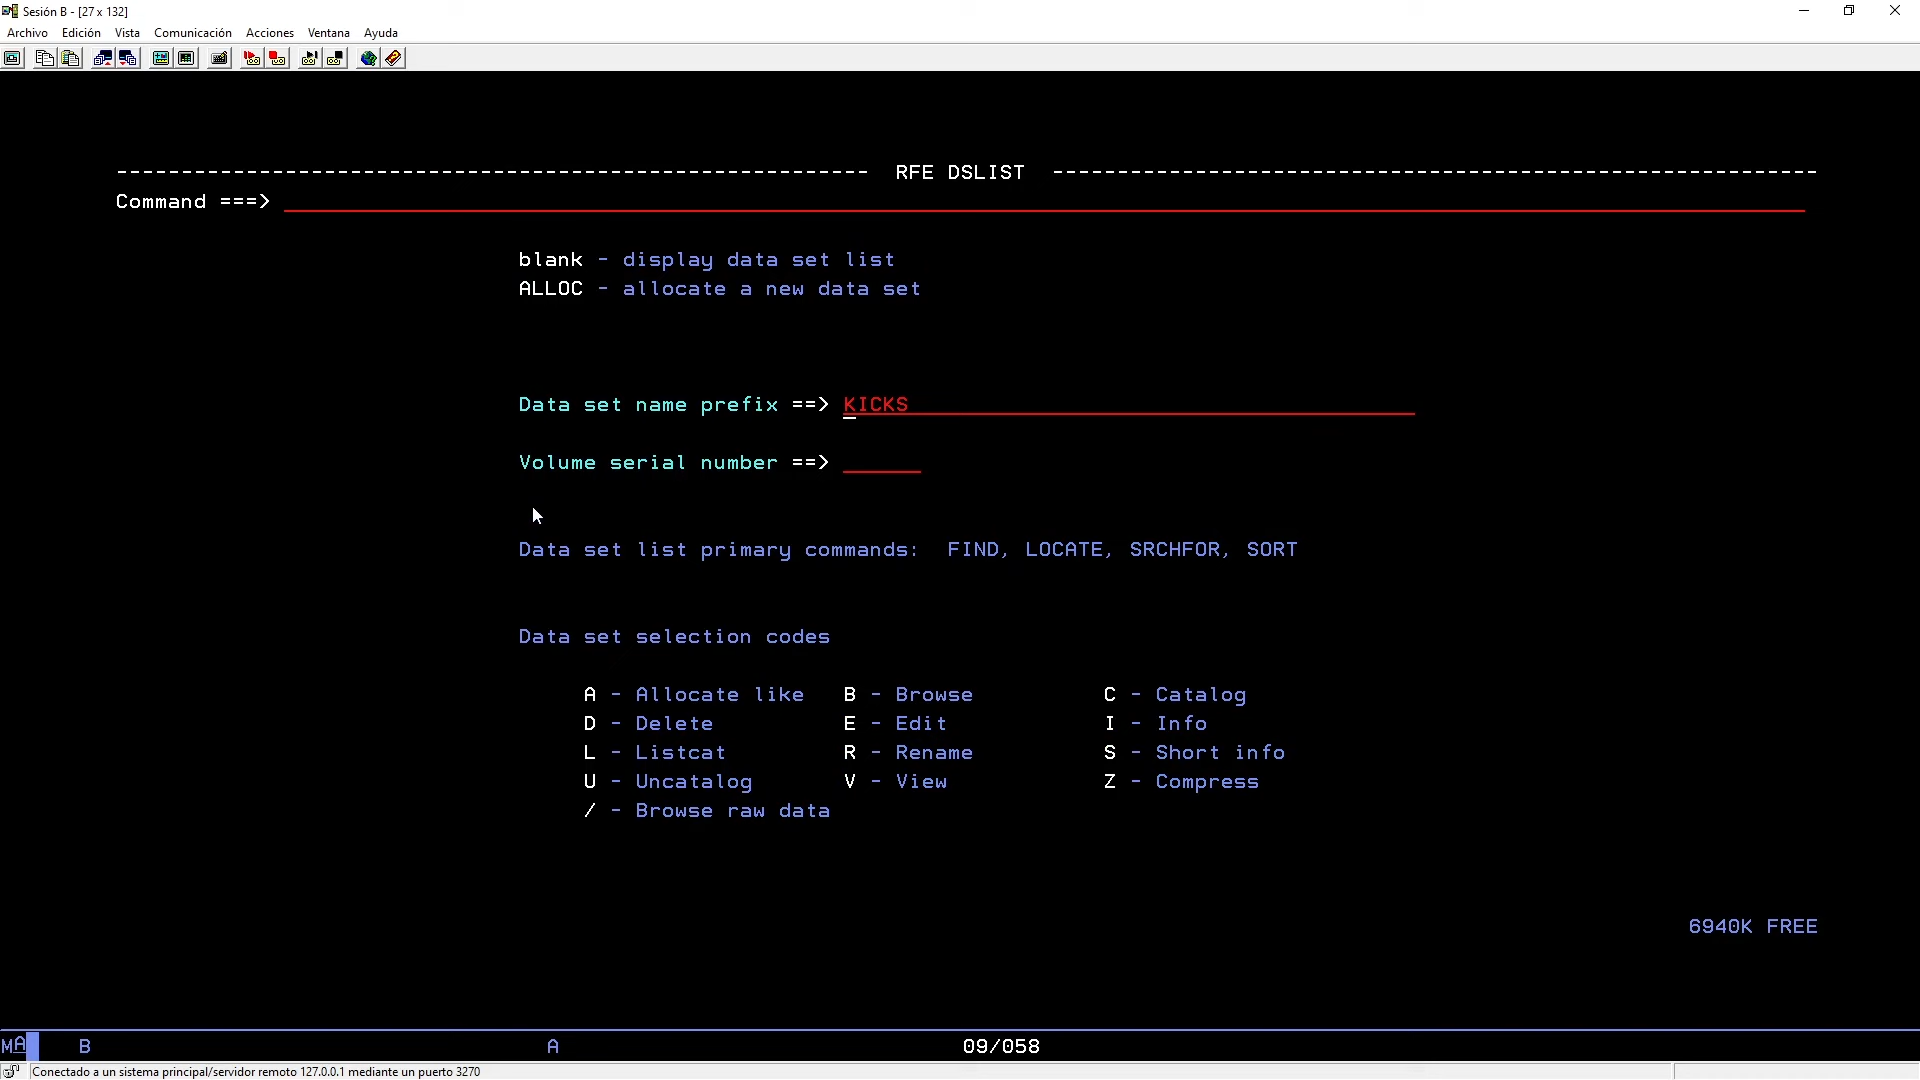 Sesión B - [27 x 132]
Archivo Edición Vista Comunicación Acciones Ventana Ayuda
---------------------------------------------------------- RFE DSLIST -----------------------------------------------------------
Command ===>
blank - display data set list
ALLOC - allocate a new data set
Data set name prefix ==> KICKS
Volume serial number ==>
Data set list primary commands: FIND, LOCATE, SRCHFOR, SORT
Data set selection codes
A - Allocate like B - Browse C - Catalog
D - Delete E - Edit I - Info
L - Listcat R - Rename S - Short info
U - Uncatalog V - View Z - Compress
/ - Browse raw data
6940K FREE
MA B A 09/058
Conectado a un sistema principal/servidor remoto 127.0.0.1 mediante un puerto 3270